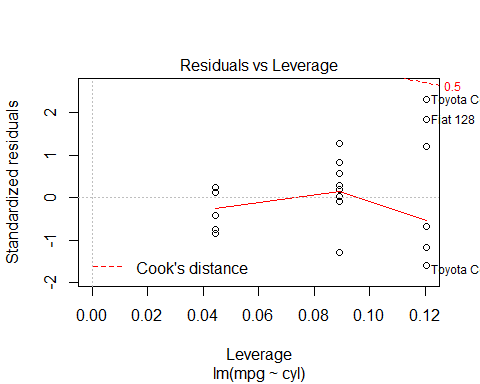 Residuals vs Leverage
0.5
Toyota C
Fiat 128
Toyota C
Cook's distance
Standardized residuals
2
1
0
-1
-2
0.00 0.02 0.04 0.06 0.08 0.10 0.12
Leverage
lm(mpg ~ cyl)